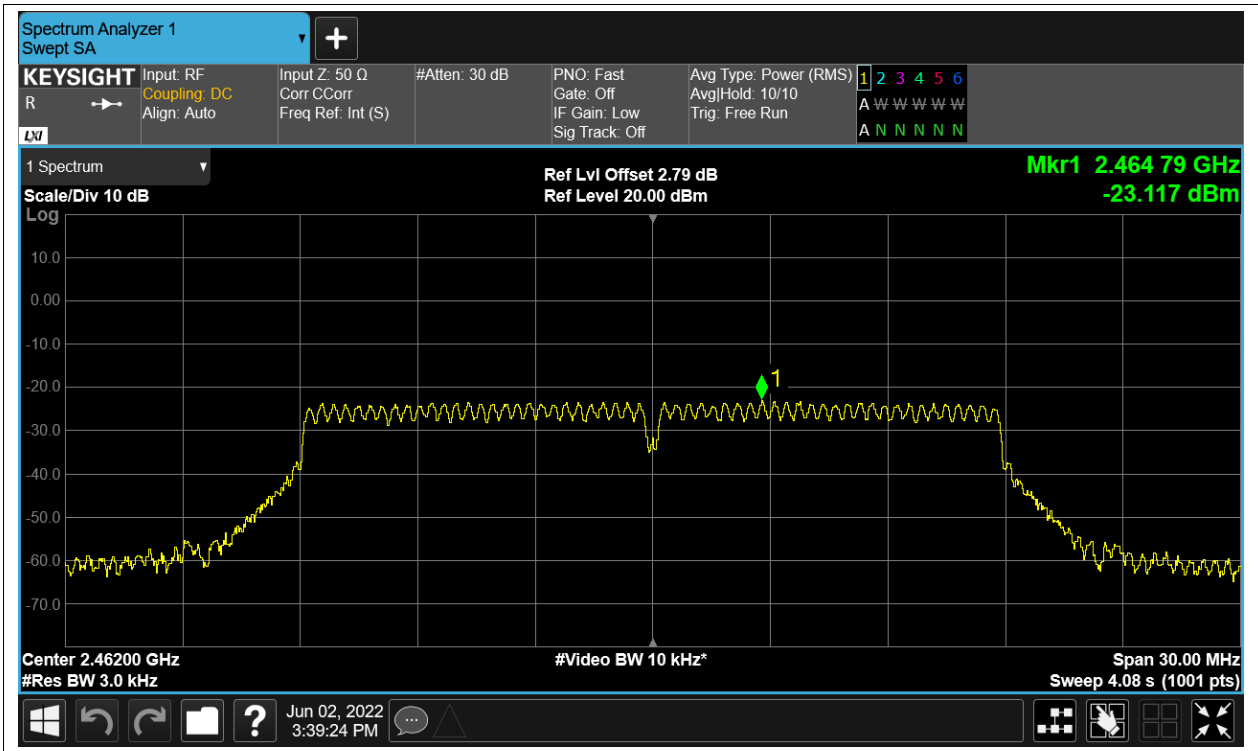 Spectrum Analyzer 1
Swept SA
+
KEYSIGHT
R
LXI
Input: RF
Coupling: DC
Align: Auto
Input Z: 50 Ω
Corr CCorr
Freq Ref: Int (S)
#Atten: 30 dB
PNO: Fast
Gate: Off
IF Gain: Low
Sig Track: Off
Avg Type: Power (RMS)
Avg|Hold: 10/10
Trig: Free Run
1 2 3 4 5 6
A W W W W W
A N N N N N
1 Spectrum
Scale/Div 10 dB
Log
Ref Lvl Offset 2.79 dB
Ref Level 20.00 dBm
Mkr1 2.464 79 GHz
-23.117 dBm
10.0
0.00
-10.0
-20.0
-30.0
-40.0
-50.0
-60.0
-70.0
1
Center 2.46200 GHz
#Res BW 3.0 kHz
#Video BW 10 kHz*
Span 30.00 MHz
Sweep 4.08 s (1001 pts)
?
Jun 02, 2022
3:39:24 PM